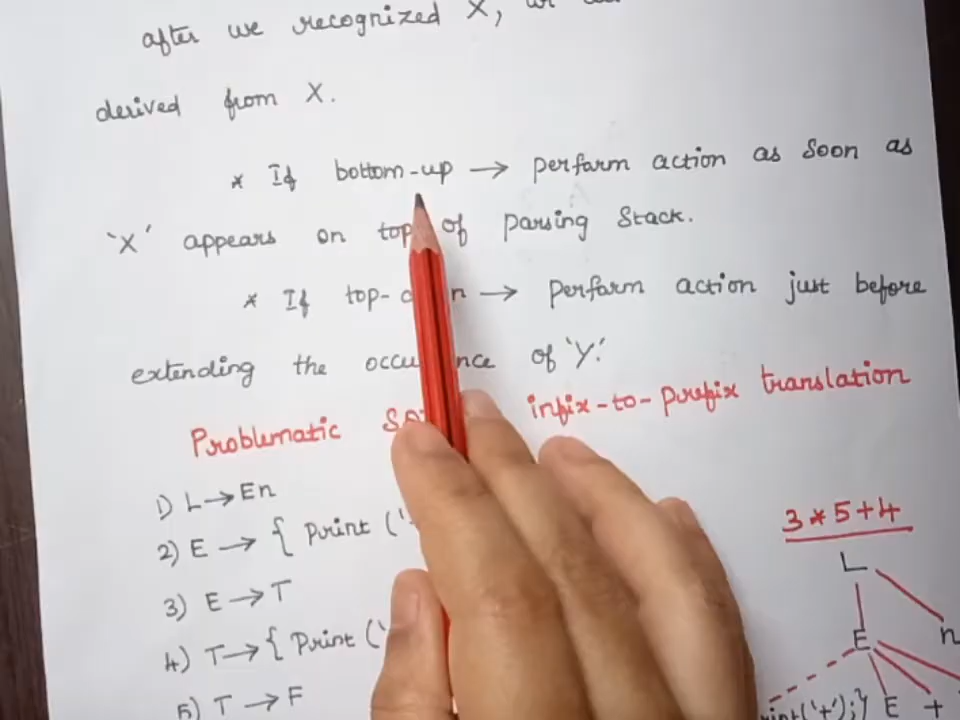 after we recognized X,
derived from X.
* If bottom-up → perform action as soon as
'X' appears on top of parsing stack.
* If → perform action just before
extending the of 'Y'.
Problematic infix-to-prefix translation
1) L → En
2) E → { Print ('
3) E → T
4) T → { Print ('
5) T → F
3 * 5 + 4
L
E n
rint('+');} E +